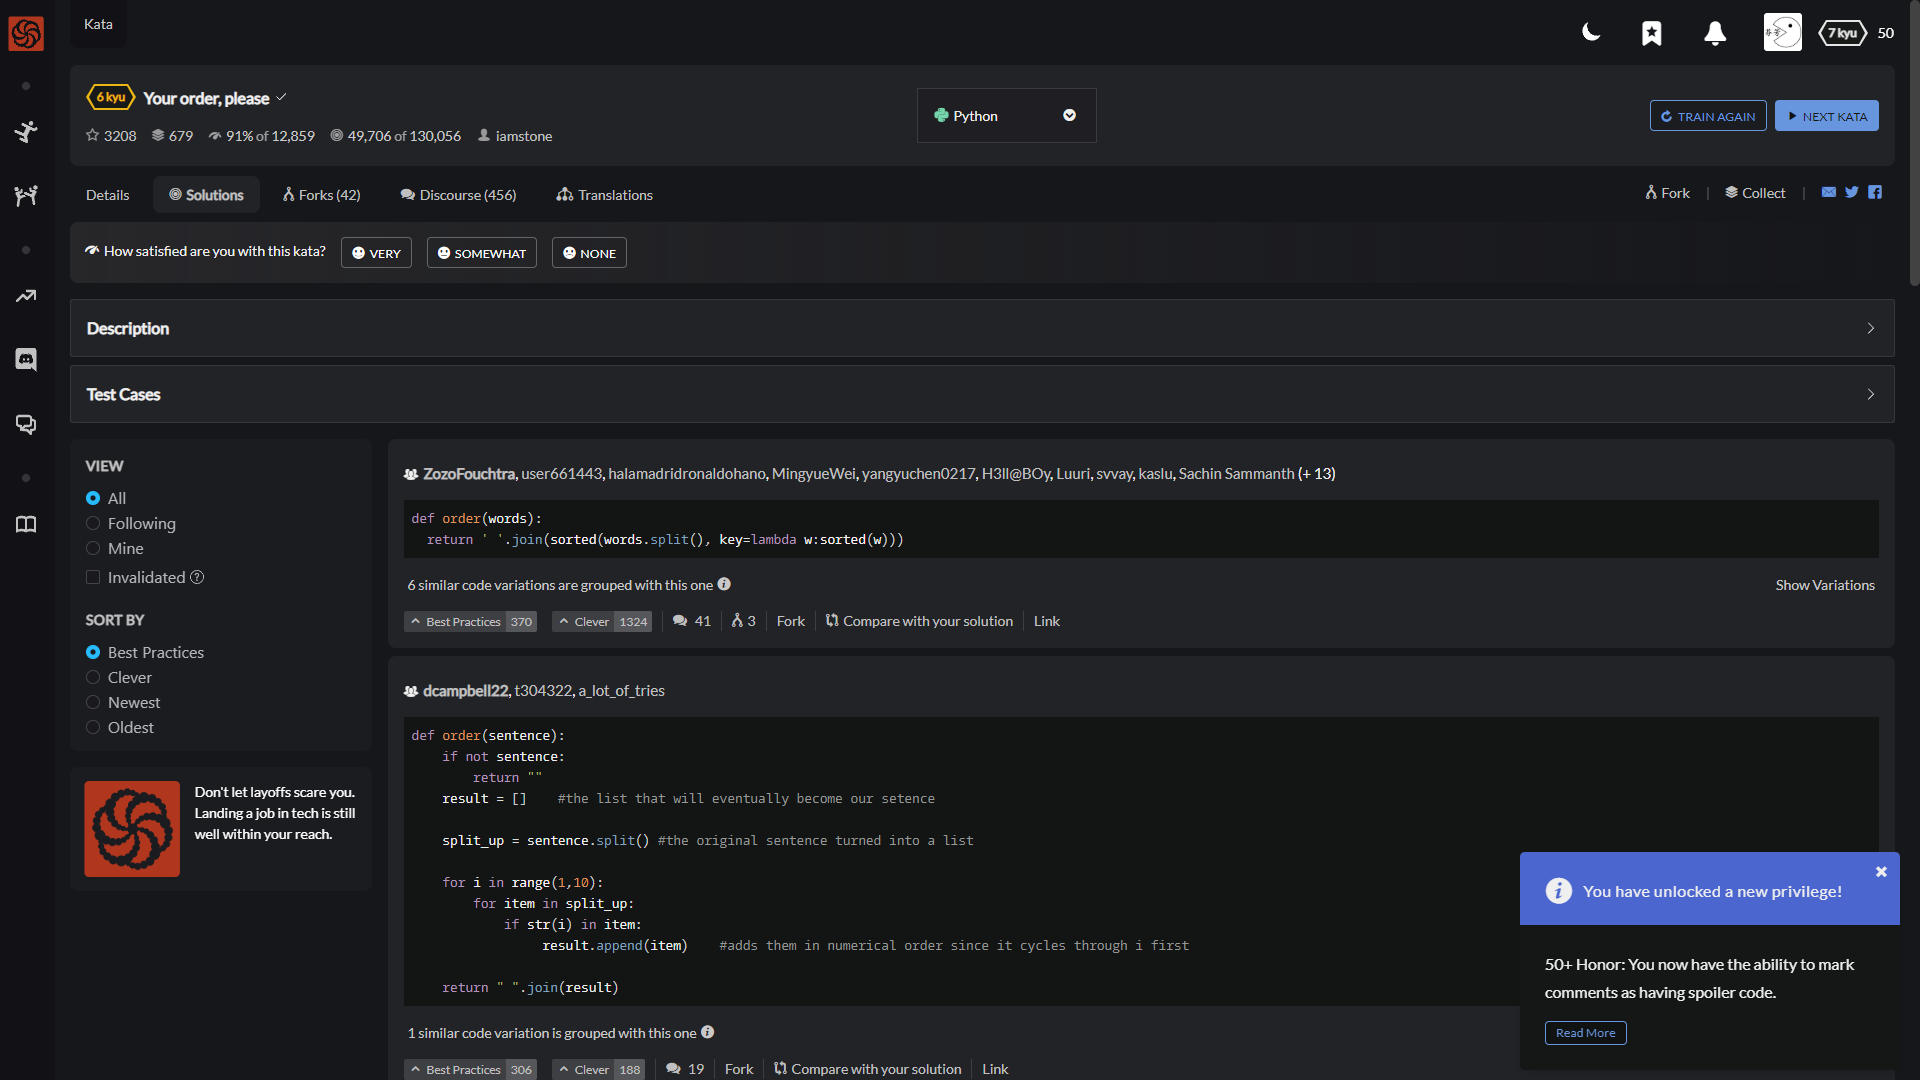 Kata
7 kyu
50
6 kyu
Your order, please
3208
679
91% of 12,859
49,706 of 130,056
iamstone
Python
TRAIN AGAIN
NEXT KATA
Details
Solutions
Forks (42)
Discourse (456)
Translations
Fork
Collect
How satisfied are you with this kata?
VERY
SOMEWHAT
NONE
Description
Test Cases
VIEW
All
Following
Mine
Invalidated
SORT BY
Best Practices
Clever
Newest
Oldest
Don't let layoffs scare you.
Landing a job in tech is still
well within your reach.
ZozoFouchtra, user661443, halamadridronaldohano, MingyueWei, yangyuchen0217, H3ll@BOy, Luuri, svvay, kaslu, Sachin Sammanth (+ 13)
def order(words):
  return ' '.join(sorted(words.split(), key=lambda w:sorted(w)))
6 similar code variations are grouped with this one
Show Variations
Best Practices 370
Clever 1324
41
3
Fork
Compare with your solution
Link
dcampbell22, t304322, a_lot_of_tries
def order(sentence):
    if not sentence:
        return ""
    result = []    #the list that will eventually become our setence
    split_up = sentence.split() #the original sentence turned into a list
    for i in range(1,10):
        for item in split_up:
            if str(i) in item:
                 result.append(item)    #adds them in numerical order since it cycles through i first
    return " ".join(result)
1 similar code variation is grouped with this one
Best Practices 306
Clever 188
19
Fork
Compare with your solution
Link
You have unlocked a new privilege!
50+ Honor: You now have the ability to mark
comments as having spoiler code.
Read More